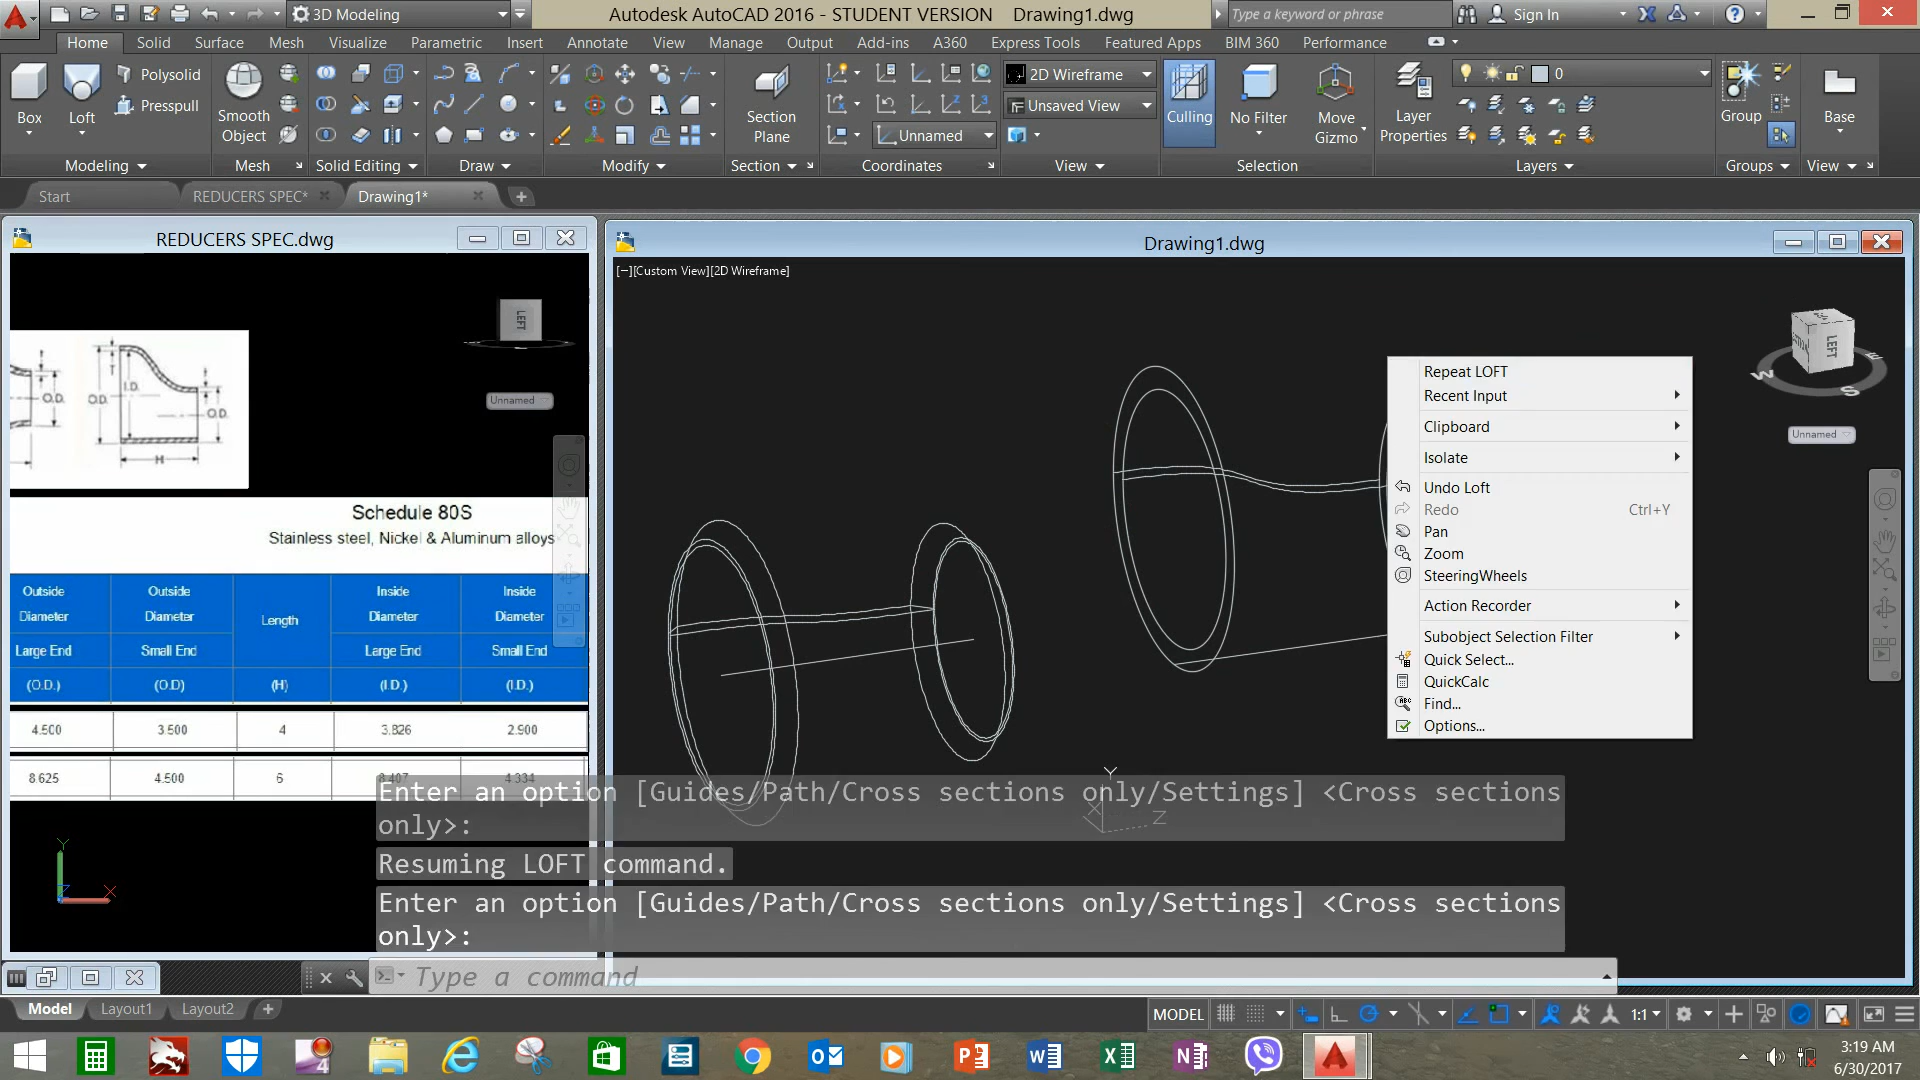 3D Modeling
Autodesk AutoCAD 2016 - STUDENT VERSION Drawing1.dwg
Type a keyword or phrase
Sign In
Home Solid Surface Mesh Visualize Parametric Insert Annotate View Manage Output Add-ins A360 Express Tools Featured Apps BIM 360 Performance
Box
Loft
Polysolid
Presspull
Smooth
Object
Section
Plane
Unnamed
2D Wireframe
Unsaved View
Culling
No Filter
Move
Gizmo
Layer
Properties
0
Group
Base
Modeling Mesh Solid Editing Draw Modify Section Coordinates View Selection Layers Groups View
Start REDUCERS SPEC* Drawing1*
REDUCERS SPEC.dwg
LEFT
Unnamed
O.D.
O.D.
T
I.D.
O.D.
H
Schedule 80S
Stainless steel, Nickel & Aluminum alloys
Outside Outside Inside Inside
Diameter Diameter Length Diameter Diameter
Large End Small End Large End Small End
(O.D.) (O.D) (H) (I.D.) (I.D.)
4.500 3.500 4 3.826 2.900
8.625 4.500 6 8.407 4.334
Y
Z
X
Drawing1.dwg
[−][Custom View][2D Wireframe]
LEFT
W
S
E
Unnamed
Y
X
Z
Repeat LOFT
Recent Input
Clipboard
Isolate
Undo Loft
Redo Ctrl+Y
Pan
Zoom
SteeringWheels
Action Recorder
Subobject Selection Filter
Quick Select...
QuickCalc
Find...
Options...
Enter an option [Guides/Path/Cross sections only/Settings] <Cross sections
only>:
Resuming LOFT command.
Enter an option [Guides/Path/Cross sections only/Settings] <Cross sections
only>:
Type a command
Model Layout1 Layout2
MODEL
1:1
3:19 AM
6/30/2017